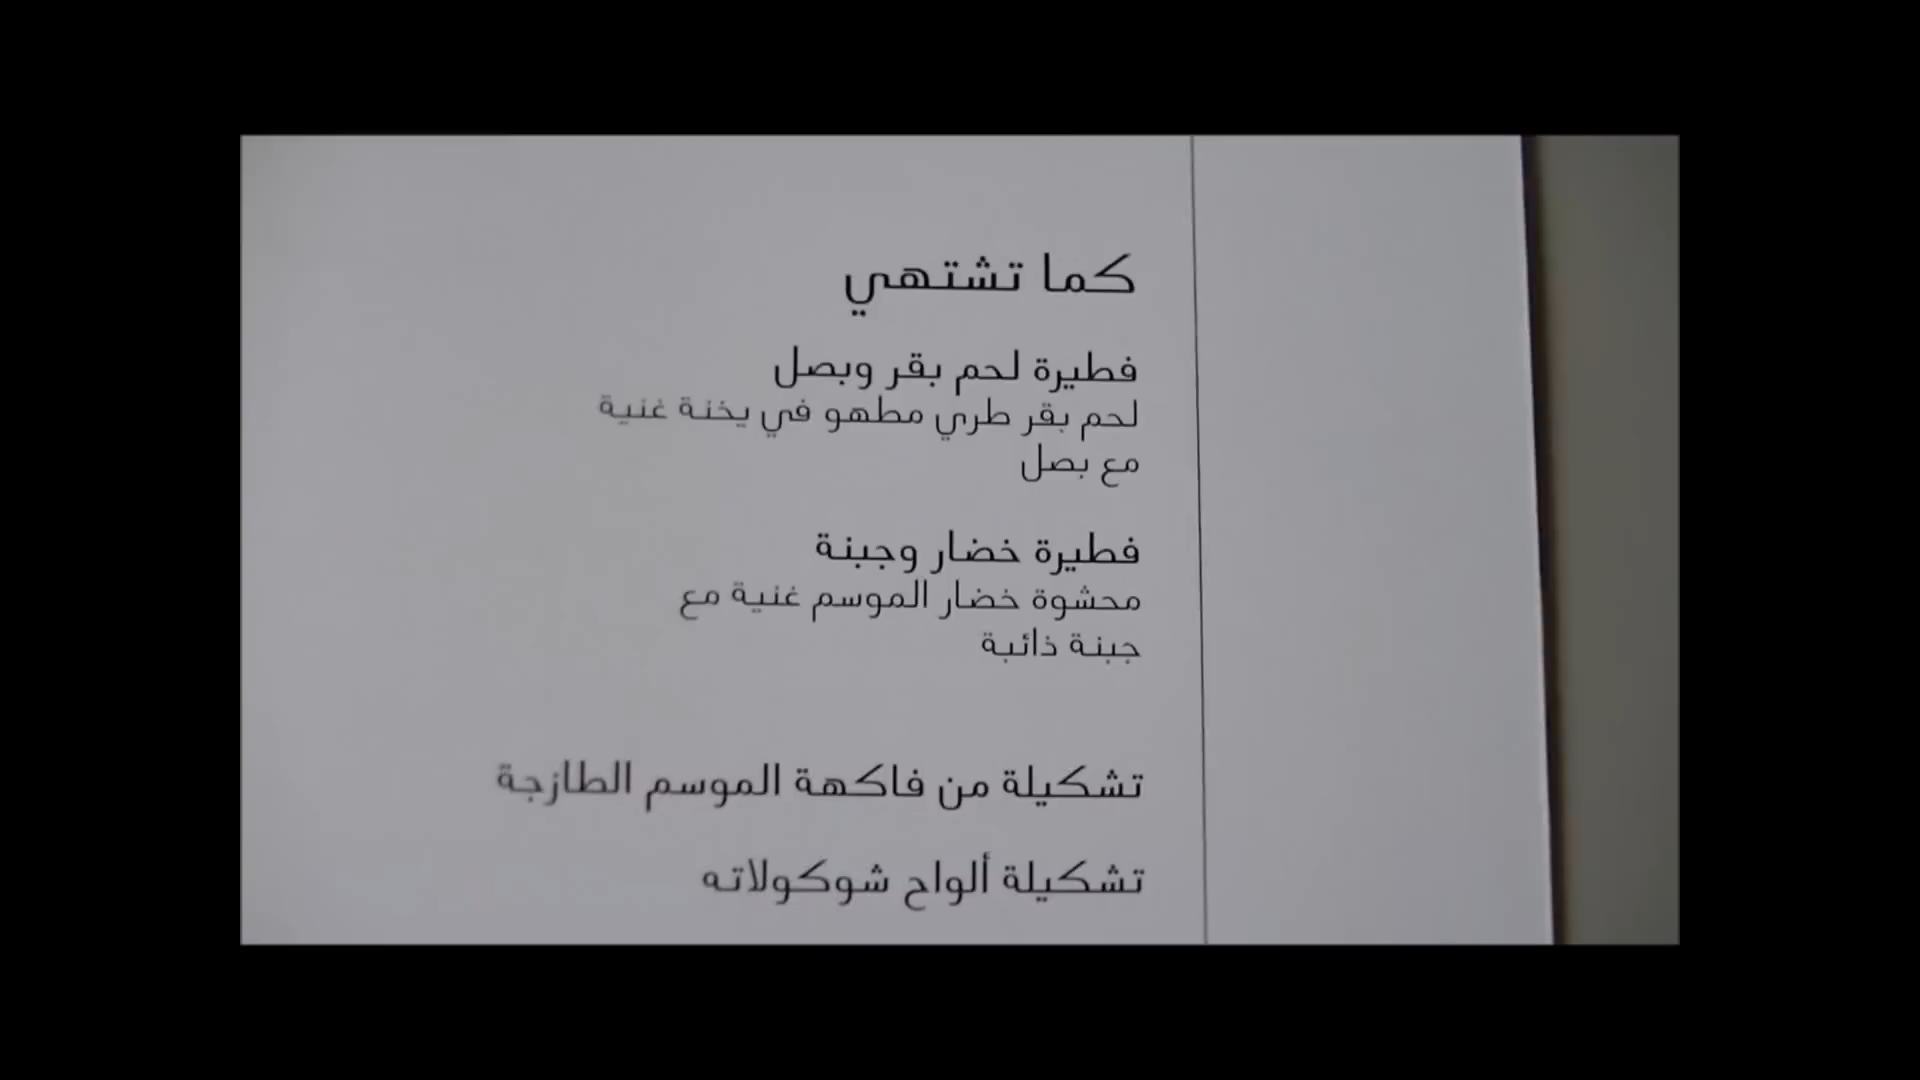 كما تشتهي
فطيرة لحم بقر وبصل
لحم بقر طري مطهو في يخنة غنية
مع بصل
فطيرة خضار وجبنة
محشوة خضار الموسم غنية مع
جبنة ذائبة
تشكيلة من فاكهة الموسم الطازجة
تشكيلة ألواح شوكولاته